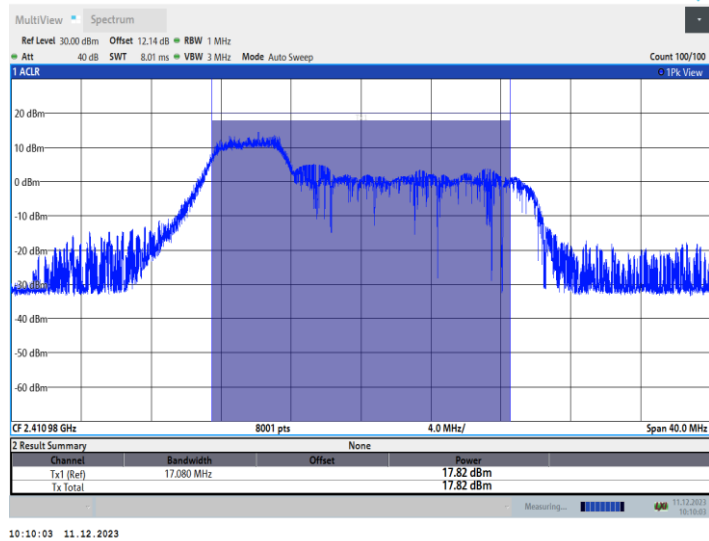 MultiView Spectrum
Ref Level 30.00 dBm Offset 12.14 dB RBW 1 MHz
Att 40 dB SWT 8.01 ms VBW 3 MHz Mode Auto Sweep Count 100/100
1 ACLR 1Pk View
20 dBm
10 dBm
0 dBm
-10 dBm
-20 dBm
-30 dBm
-40 dBm
-50 dBm
-60 dBm
CF 2.41098 GHz 8001 pts 4.0 MHz/ Span 40.0 MHz
2 Result Summary None
Channel Bandwidth Offset Power
Tx1 (Ref) 17.080 MHz 17.82 dBm
Tx Total 17.82 dBm
Measuring... 11.12.2023
10:10:03
10:10:03 11.12.2023